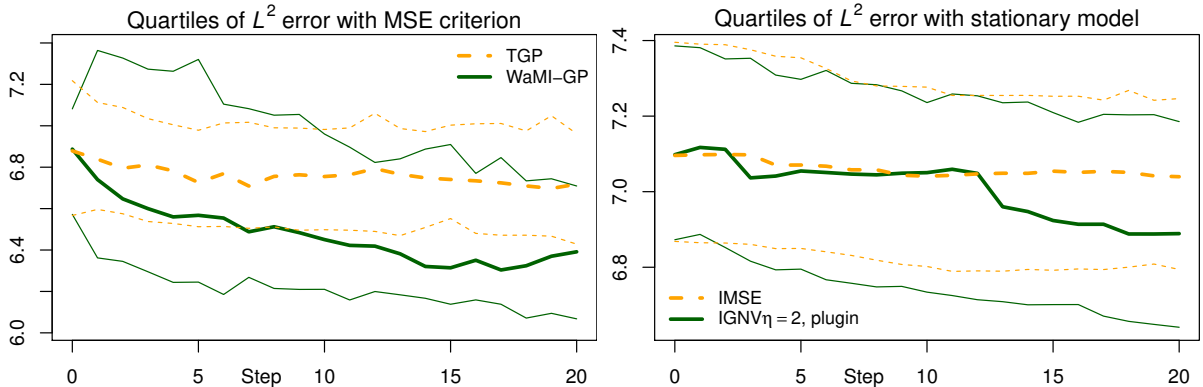 Quartiles of L² error with MSE criterion
TGP
WaMI−GP
7.2
6.8
6.4
6.0
0 5 Step 10 15 20
Quartiles of L² error with stationary model
7.4
7.2
7.0
6.8
IMSE
IGNVη = 2, plugin
0 5 Step 10 15 20